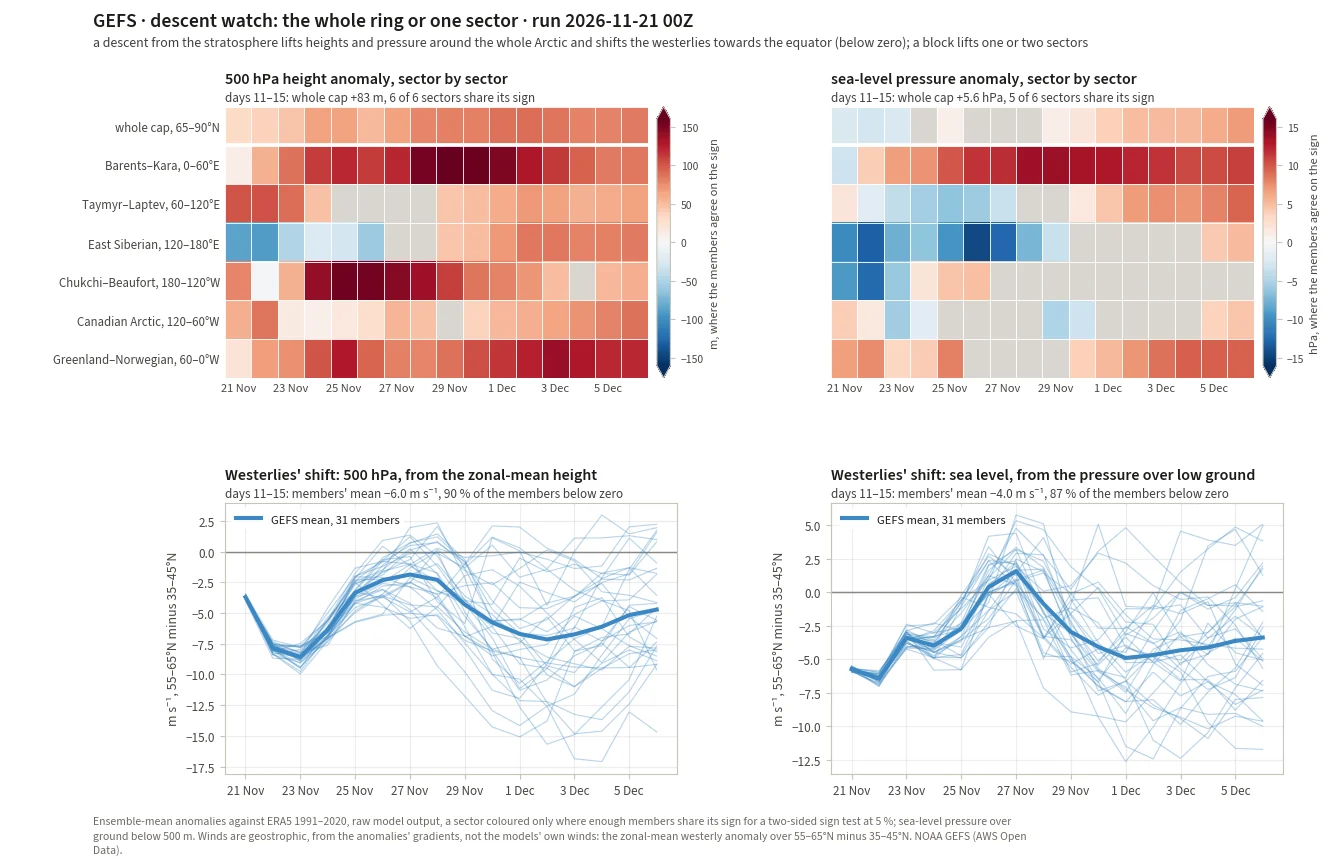 GEFS · descent watch: the whole ring or one sector · run 2026-11-21 00Z
a descent from the stratosphere lifts heights and pressure around the whole Arctic and shifts the westerlies towards the equator (below zero); a block lifts one or two sectors
500 hPa height anomaly, sector by sector
days 11–15: whole cap +83 m, 6 of 6 sectors share its sign
whole cap, 65–90°N
Barents–Kara, 0–60°E
Taymyr–Laptev, 60–120°E
East Siberian, 120–180°E
Chukchi–Beaufort, 180–120°W
Canadian Arctic, 120–60°W
Greenland–Norwegian, 60–0°W
21 Nov 23 Nov 25 Nov 27 Nov 29 Nov 1 Dec 3 Dec 5 Dec
150
100
50
0
−50
−100
−150
m, where the members agree on the sign
sea-level pressure anomaly, sector by sector
days 11–15: whole cap +5.6 hPa, 5 of 6 sectors share its sign
21 Nov 23 Nov 25 Nov 27 Nov 29 Nov 1 Dec 3 Dec 5 Dec
15
10
5
0
−5
−10
−15
hPa, where the members agree on the sign
Westerlies' shift: 500 hPa, from the zonal-mean height
days 11–15: members' mean −6.0 m s⁻¹, 90 % of the members below zero
GEFS mean, 31 members
m s⁻¹, 55–65°N minus 35–45°N
2.5
0.0
−2.5
−5.0
−7.5
−10.0
−12.5
−15.0
−17.5
21 Nov 23 Nov 25 Nov 27 Nov 29 Nov 1 Dec 3 Dec 5 Dec
Westerlies' shift: sea level, from the pressure over low ground
days 11–15: members' mean −4.0 m s⁻¹, 87 % of the members below zero
GEFS mean, 31 members
m s⁻¹, 55–65°N minus 35–45°N
5.0
2.5
0.0
−2.5
−5.0
−7.5
−10.0
−12.5
21 Nov 23 Nov 25 Nov 27 Nov 29 Nov 1 Dec 3 Dec 5 Dec
Ensemble-mean anomalies against ERA5 1991–2020, raw model output, a sector coloured only where enough members share its sign for a two-sided sign test at 5 %; sea-level pressure over
ground below 500 m. Winds are geostrophic, from the anomalies' gradients, not the models' own winds: the zonal-mean westerly anomaly over 55–65°N minus 35–45°N. NOAA GEFS (AWS Open
Data).